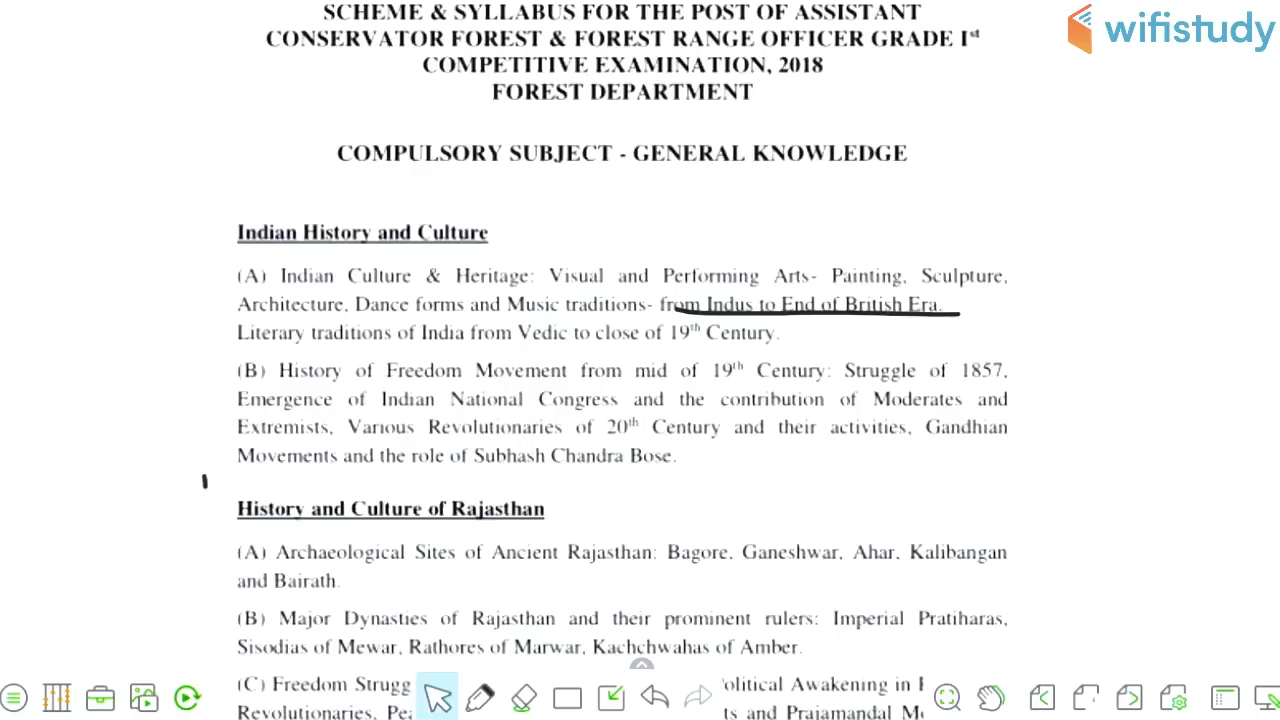 SCHEME & SYLLABUS FOR THE POST OF ASSISTANT
CONSERVATOR FOREST & FOREST RANGE OFFICER GRADE Ist
COMPETITIVE EXAMINATION, 2018
FOREST DEPARTMENT
wifistudy
COMPULSORY SUBJECT - GENERAL KNOWLEDGE
Indian History and Culture
(A) Indian Culture & Heritage: Visual and Performing Arts- Painting, Sculpture,
Architecture, Dance forms and Music traditions- from Indus to End of British Era.
Literary traditions of India from Vedic to close of 19th Century.
(B) History of Freedom Movement from mid of 19th Century: Struggle of 1857,
Emergence of Indian National Congress and the contribution of Moderates and
Extremists, Various Revolutionaries of 20th Century and their activities, Gandhian
Movements and the role of Subhash Chandra Bose.
History and Culture of Rajasthan
(A) Archaeological Sites of Ancient Rajasthan: Bagore, Ganeshwar, Ahar, Kalibangan
and Bairath.
(B) Major Dynasties of Rajasthan and their prominent rulers: Imperial Pratiharas,
Sisodias of Mewar, Rathores of Marwar, Kachchwahas of Amber.
(C) Freedom Strugg olitical Awakening in
Revolutionaries, ts and Prajamandal